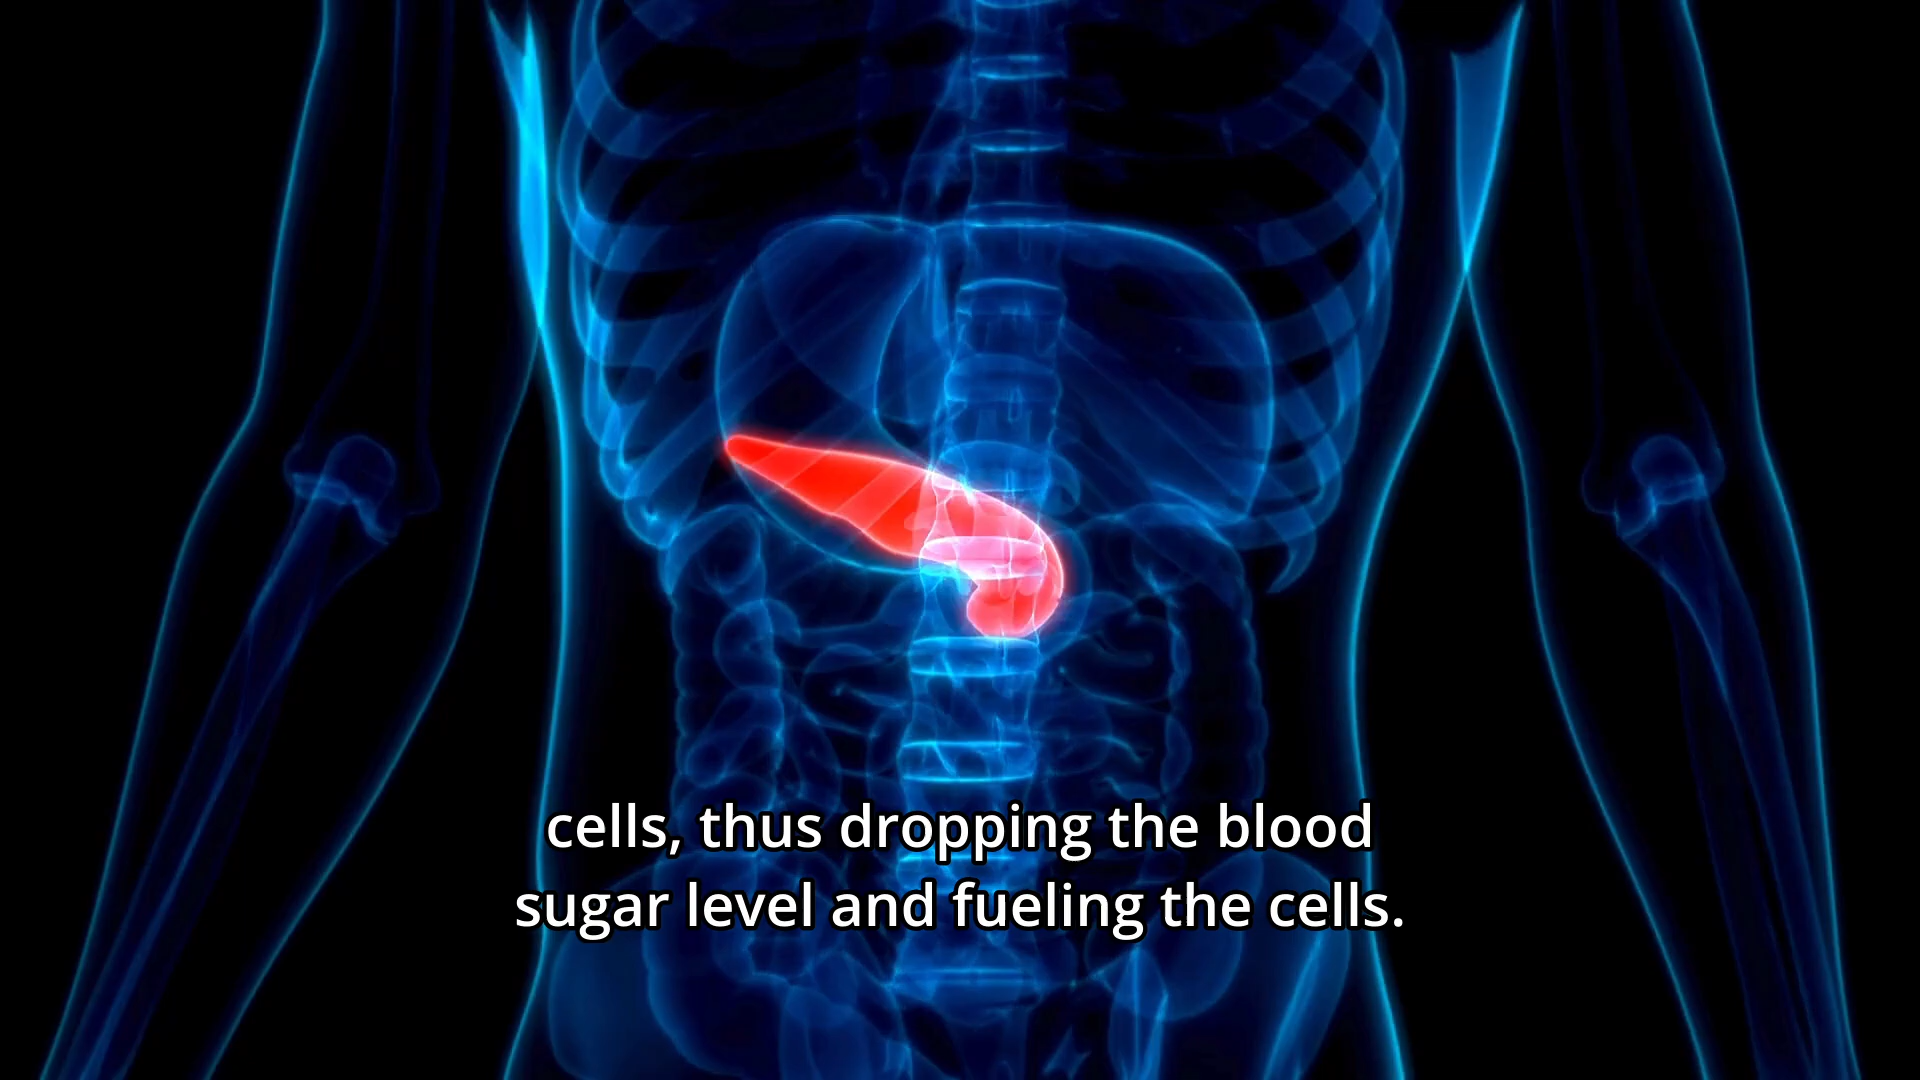 cells, thus dropping the blood
sugar level and fueling the cells.